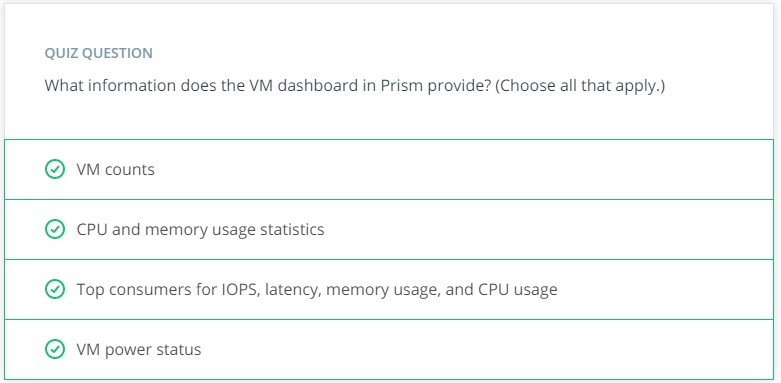 QUIZ QUESTION
What information does the VM dashboard in Prism provide? (Choose all that apply.)
VM counts
CPU and memory usage statistics
Top consumers for IOPS, latency, memory usage, and CPU usage
VM power status